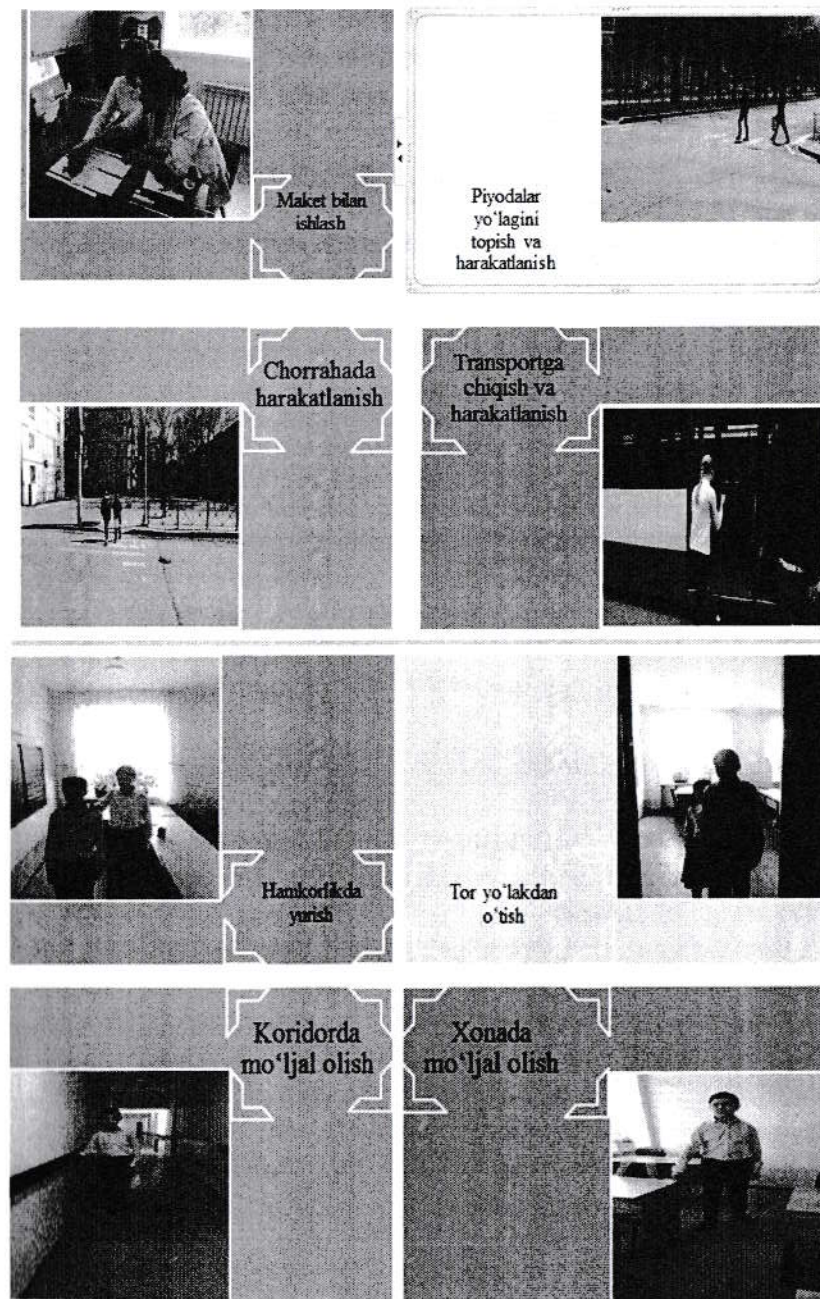 Maket bilan
ishlash
Piyodalar
yo‘lagini
topish va
harakatlanish
Chorrahada
harakatlanish
Transportga
chiqish va
harakatlanish
Hamkorlikda
yurish
Tor yo‘lakdan
o‘tish
Koridorda
mo‘ljal olish
Xonada
mo‘ljal olish